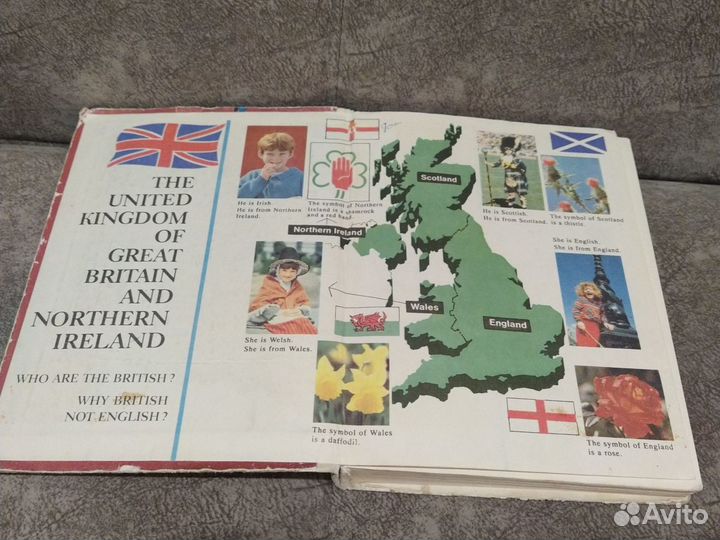 THE
UNITED
KINGDOM
OF
GREAT
BRITAIN
AND
NORTHERN
IRELAND
WHO ARE THE BRITISH?
WHY BRITISH
NOT ENGLISH?
He is Irish.
He is from Northern
Ireland.
The symbol of Northern
Ireland is a shamrock
and a red hand.
Northern Ireland
She is Welsh.
She is from Wales.
The symbol of Wales
is a daffodil.
Scotland
Wales
England
He is Scottish.
He is from Scotland.
The symbol of Scotland
is a thistle.
She is English.
She is from England.
The symbol of England
is a rose.
Avito